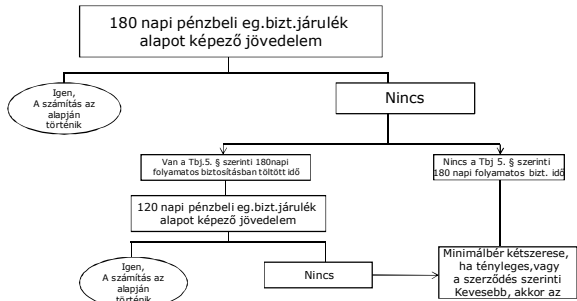 180 napi pénzbeli eg.bizt.járulék
alapot képező jövedelem
Igen,
A számítás az
alapján
történik
Nincs
Van a Tbj.5. § szerinti 180napi
folyamatos biztosításban töltött idő
Nincs a Tbj 5. § szerinti
180 napi folyamatos bizt. idő
120 napi pénzbeli eg.bizt.járulék
alapot képező jövedelem
Igen,
A számítás az
alapján
történik
Nincs
Minimálbér kétszerese,
ha tényleges,vagy
a szerződés szerinti
Kevesebb, akkor az